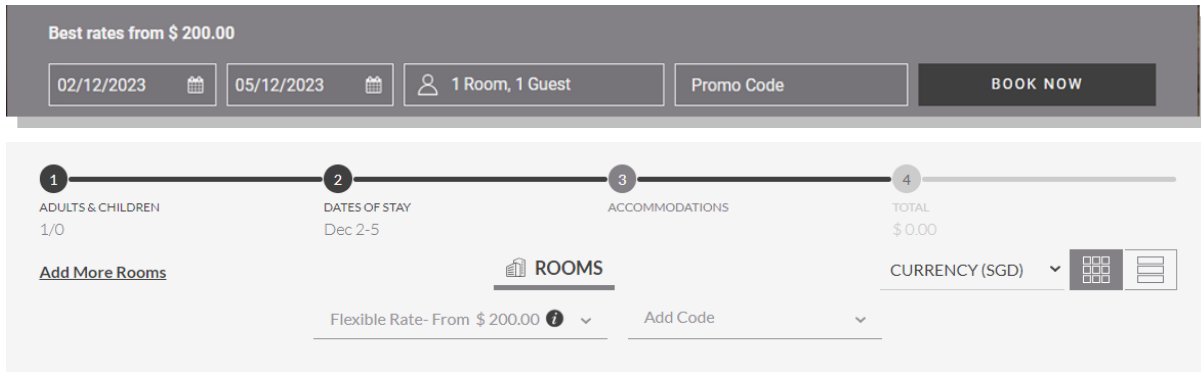 Best rates from $ 200.00
02/12/2023 05/12/2023 1 Room, 1 Guest Promo Code BOOK NOW
1 2 3 4
ADULTS & CHILDREN DATES OF STAY ACCOMMODATIONS TOTAL
1/0 Dec 2-5 $ 0.00
Add More Rooms ROOMS CURRENCY (SGD)
Flexible Rate- From $ 200.00 i Add Code